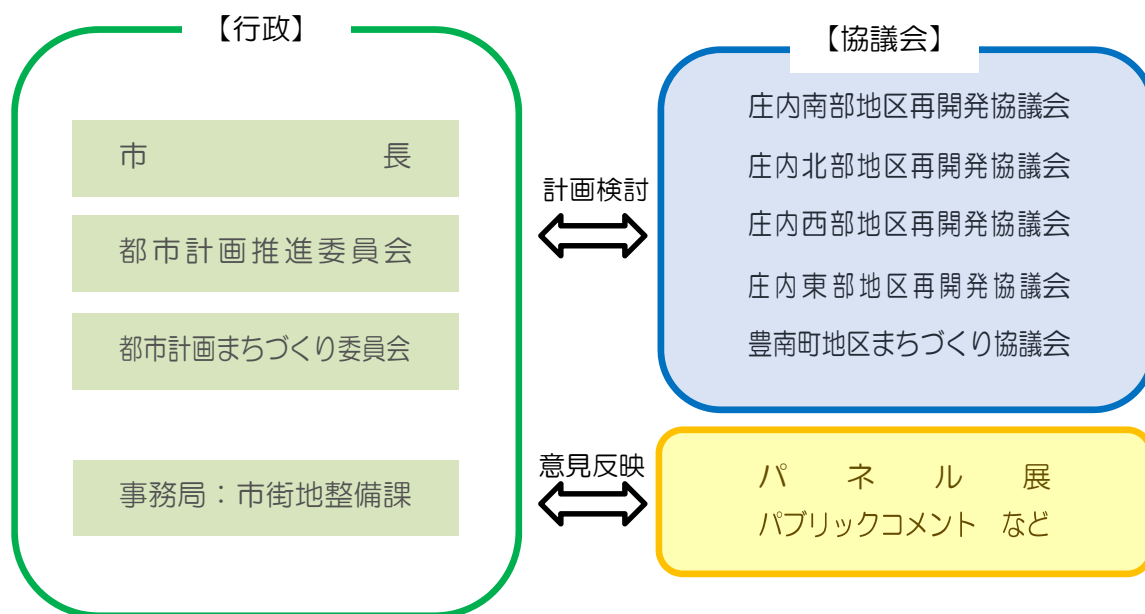 【行政】
市長
都市計画推進委員会
都市計画まちづくり委員会
事務局：市街地整備課
計画検討
意見反映
【協議会】
庄内南部地区再開発協議会
庄内北部地区再開発協議会
庄内西部地区再開発協議会
庄内東部地区再開発協議会
豊南町地区まちづくり協議会
パネル展
パブリックコメント など